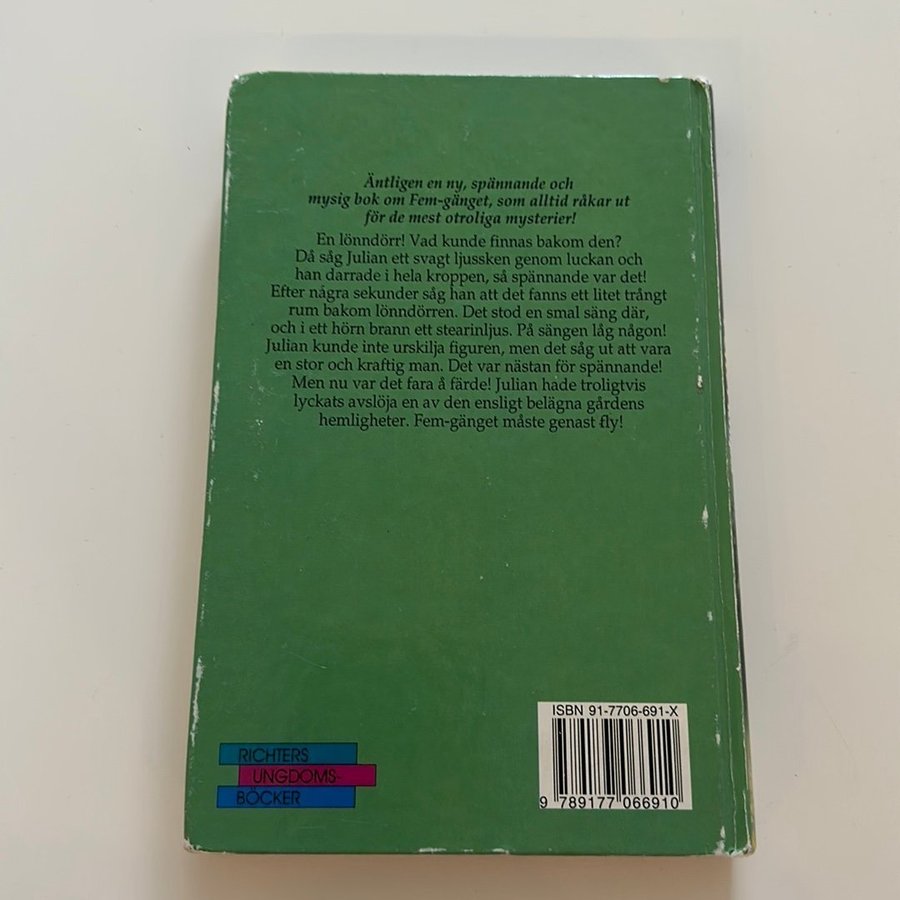 Äntligen en ny, spännande och
mysig bok om Fem-gänget, som alltid råkar ut
för de mest otroliga mysterier!
En lönndörr! Vad kunde finnas bakom den?
Då såg Julian ett svagt ljussken genom luckan och
han darrade i hela kroppen, så spännande var det!
Efter några sekunder såg han att det fanns ett litet trångt
rum bakom lönndörren. Det stod en smal säng där,
och i ett hörn brann ett stearinljus. På sängen låg någon!
Julian kunde inte urskilja figuren, men det såg ut att vara
en stor och kraftig man. Det var nästan för spännande!
Men nu var det fara å färde! Julian hade troligtvis
lyckats avslöja en av den ensligt belägna gårdens
hemligheter. Fem-gänget måste genast fly!
ISBN 91-7706-691-X
9 789177 066910
RICHTERS
UNGDOMS-
BÖCKER